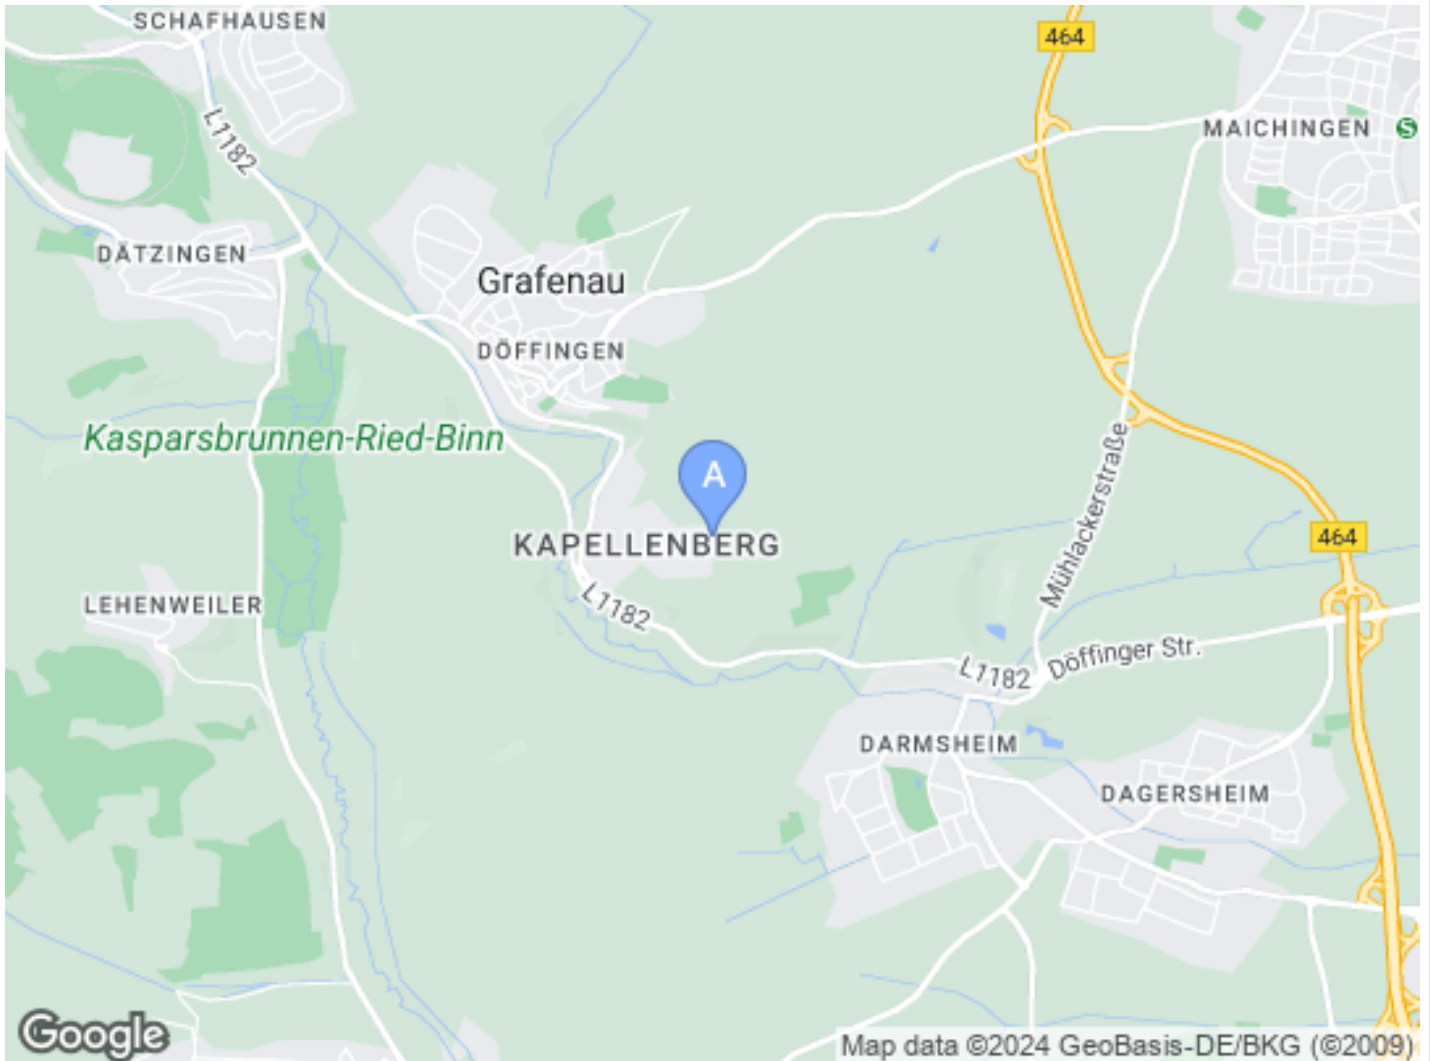 SCHAFHAUSEN
464
L1182
MAICHINGEN
S
DÄTZINGEN
Grafenau
DÖFFINGEN
Kasparsbrunnen-Ried-Binn
A
Mühlackerstraße
464
KAPELLENBERG
LEHENWEILER
L1182
L1182
Döffinger Str.
DARMSHEIM
DAGERSHEIM
Google
Map data ©2024 GeoBasis-DE/BKG (©2009)